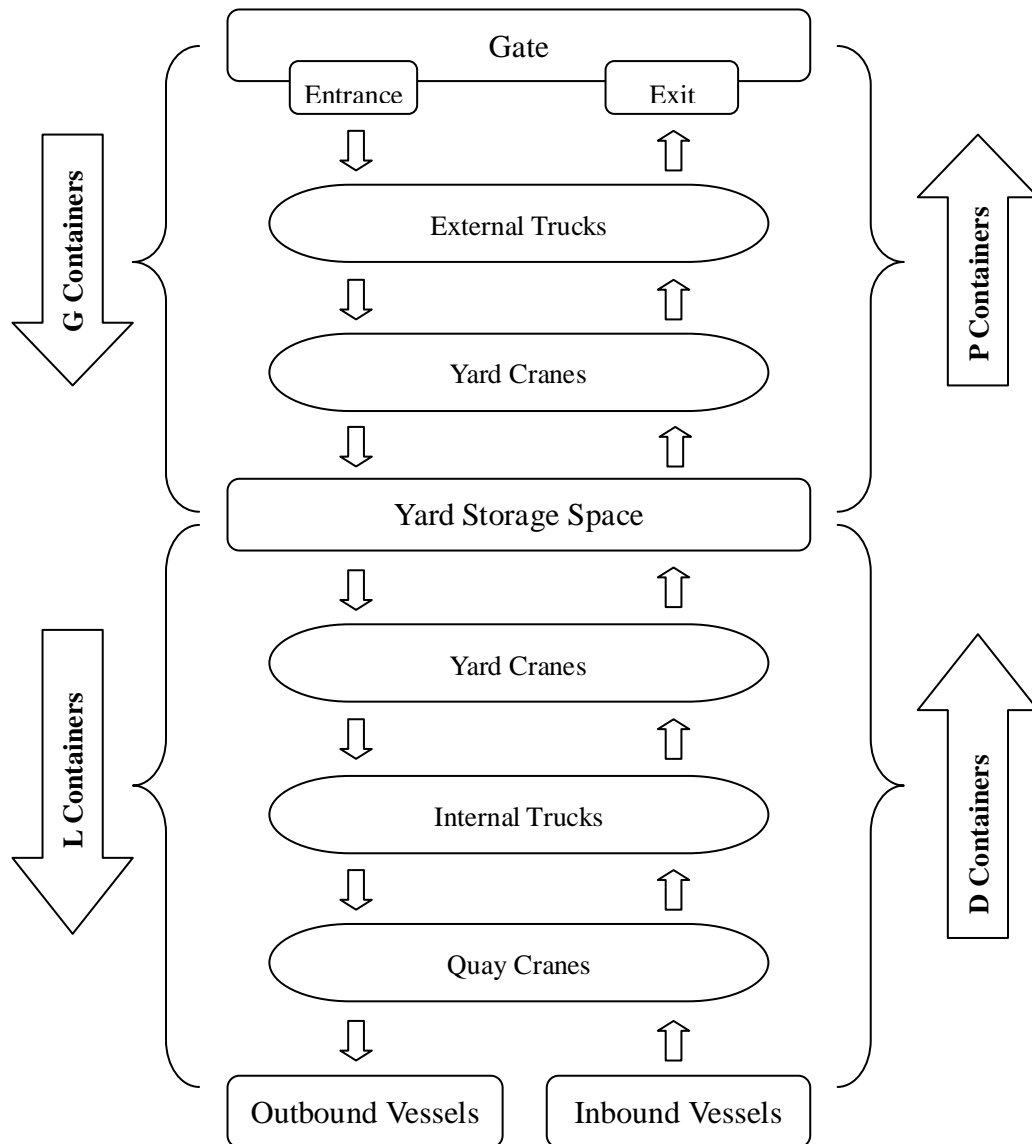 Gate
Entrance
Exit
G Containers
P Containers
External Trucks
Yard Cranes
Yard Storage Space
Yard Cranes
L Containers
D Containers
Internal Trucks
Quay Cranes
Outbound Vessels
Inbound Vessels